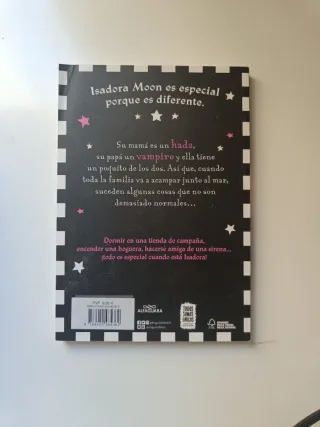 Isadora Moon es especial
porque es diferente.
Su mamá es un hada,
su papá un vampiro y ella tiene
un poquito de los dos. Así que, cuando
toda la familia va a acampar junto al mar,
suceden algunas cosas que no son
demasiado normales...
Dormir en una tienda de campaña,
encender una hoguera, hacerse amiga de una sirena...
¡todo es especial cuando está Isadora!
ALFAGUARA
FSC